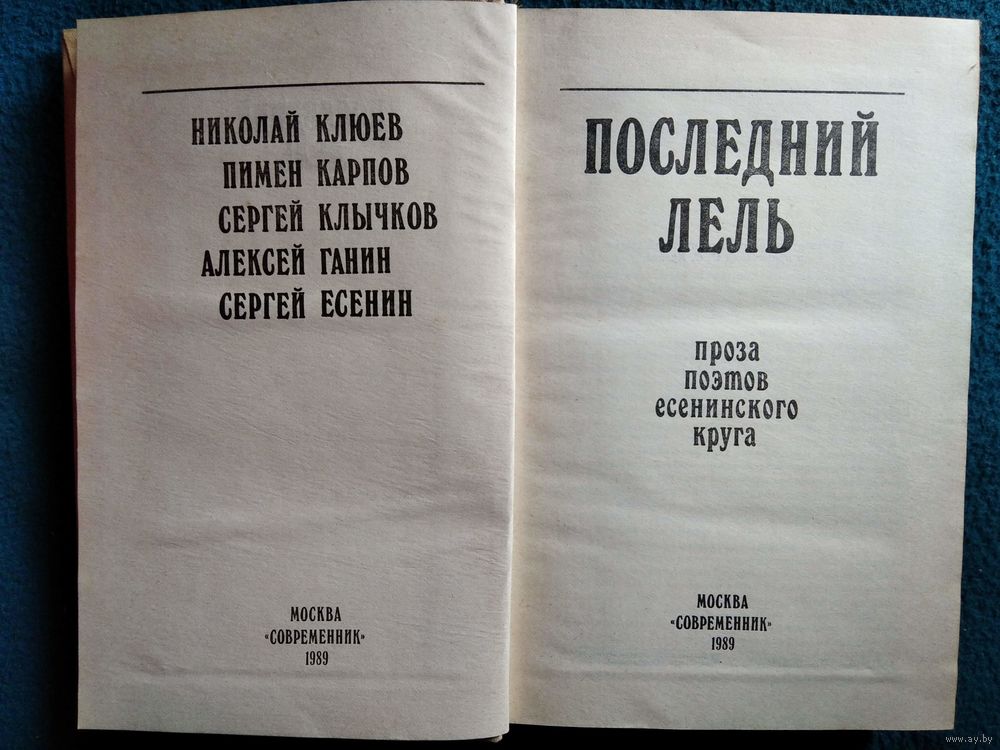 НИКОЛАЙ КЛЮЕВ
ПИМЕН КАРПОВ
СЕРГЕЙ КЛЫЧКОВ
АЛЕКСЕЙ ГАНИН
СЕРГЕЙ ЕСЕНИН
МОСКВА
«СОВРЕМЕННИК»
1989
ПОСЛЕДНИЙ
ЛЕЛЬ
проза
поэтов
есенинского
круга
МОСКВА
«СОВРЕМЕННИК»
1989
www.ay.by